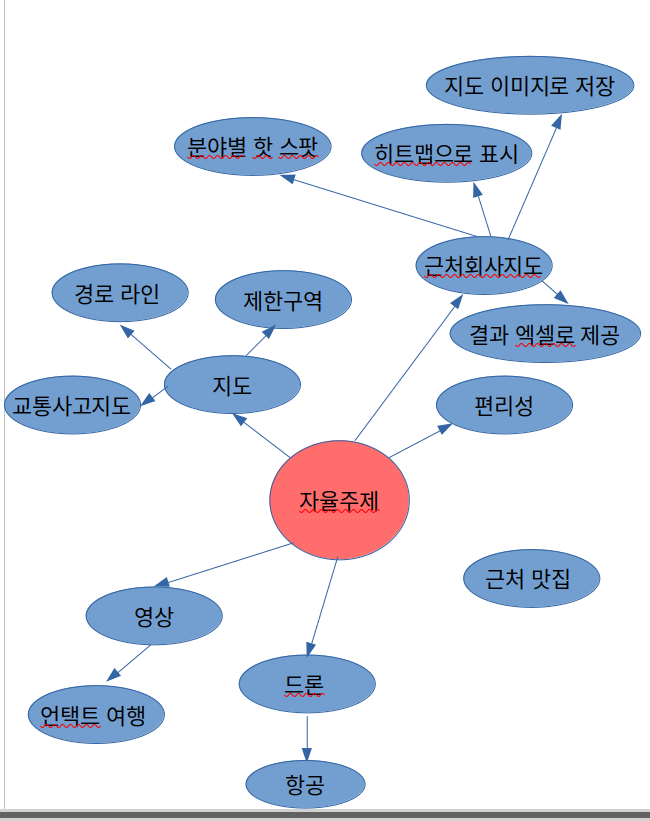 지도 이미지로 저장
분야별 핫 스팟
히트맵으로 표시
근처회사지도
경로 라인
제한구역
결과 엑셀로 제공
지도
교통사고지도
편리성
자율주제
근처 맛집
영상
드론
언택트 여행
항공